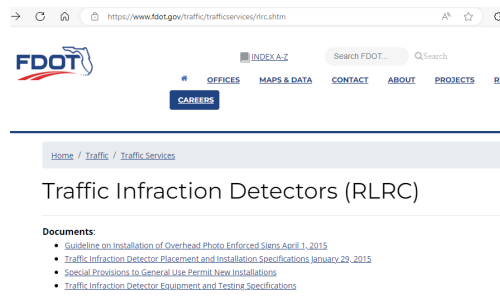 https://www.fdot.gov/traffic/trafficservices/rlrc.shtm
FDOT
INDEX A-Z
Search FDOT...
Search
OFFICES
MAPS & DATA
CONTACT
ABOUT
PROJECTS
R
CAREERS
Home / Traffic / Traffic Services
Traffic Infraction Detectors (RLRC)
Documents:
Guideline on Installation of Overhead Photo Enforced Signs April 1, 2015
Traffic Infraction Detector Placement and Installation Specifications January 29, 2015
Special Provisions to General Use Permit New Installations
Traffic Infraction Detector Equipment and Testing Specifications